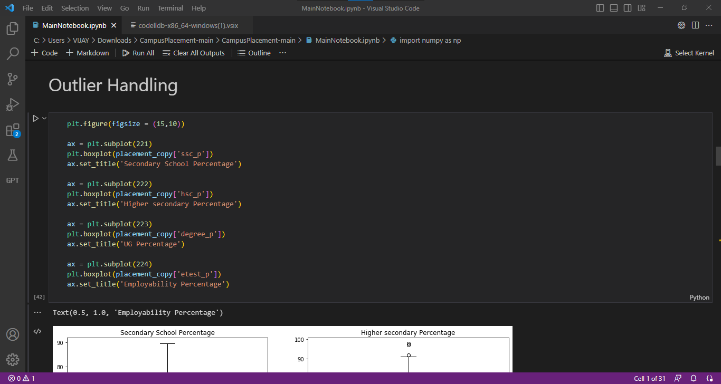 File Edit Selection View Go Run Terminal Help
MainNotebook.ipynb - Visual Studio Code
MainNotebook.ipynb
codelldb-x86_64-windows(1).vsix
C: > Users > VIJAY > Downloads > CampusPlacement-main > CampusPlacement-main > MainNotebook.ipynb > import numpy as np
+ Code + Markdown Run All Clear All Outputs Outline ... Select Kernel
Outlier Handling
plt.figure(figsize = (15,10))
ax = plt.subplot(221)
plt.boxplot(placement_copy['ssc_p'])
ax.set_title('Secondary School Percentage')
ax = plt.subplot(222)
plt.boxplot(placement_copy['hsc_p'])
ax.set_title('Higher secondary Percentage')
ax = plt.subplot(223)
plt.boxplot(placement_copy['degree_p'])
ax.set_title('UG Percentage')
ax = plt.subplot(224)
plt.boxplot(placement_copy['etest_p'])
ax.set_title('Employability Percentage')
[42]
Python
Text(0.5, 1.0, 'Employability Percentage')
Secondary School Percentage
Higher secondary Percentage
90
80
100
90
2
GPT
0 1
Cell 1 of 31